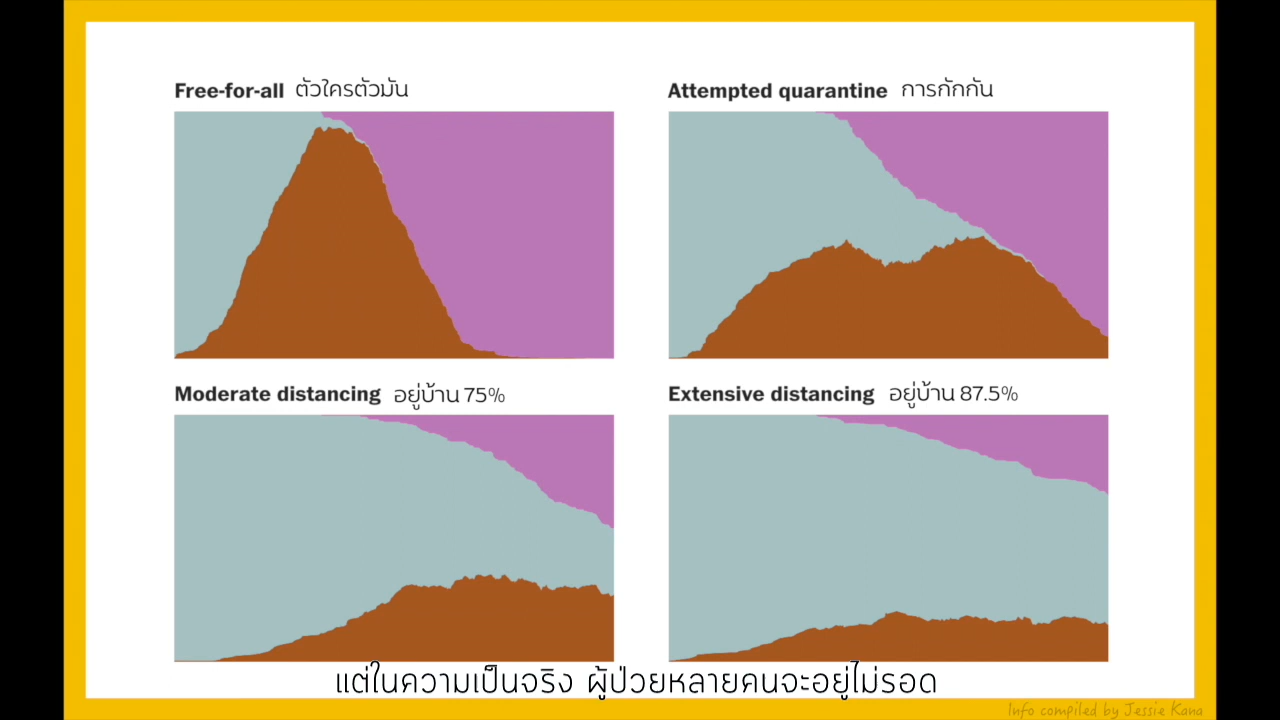 Free-for-all ตัวใครตัวมัน
Attempted quarantine การกักกัน
Moderate distancing อยู่บ้าน 75%
Extensive distancing อยู่บ้าน 87.5%
แต่ในความเป็นจริง ผู้ป่วยหลายคนจะอยู่ไม่รอด
Info compiled by Jessie Kana